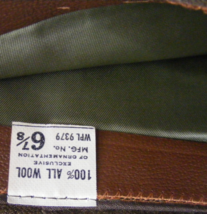 100% ALL WOOL
EXCLUSIVE
OF ORNAMENTATION
6⅞
MFG. No.
WPL 9379